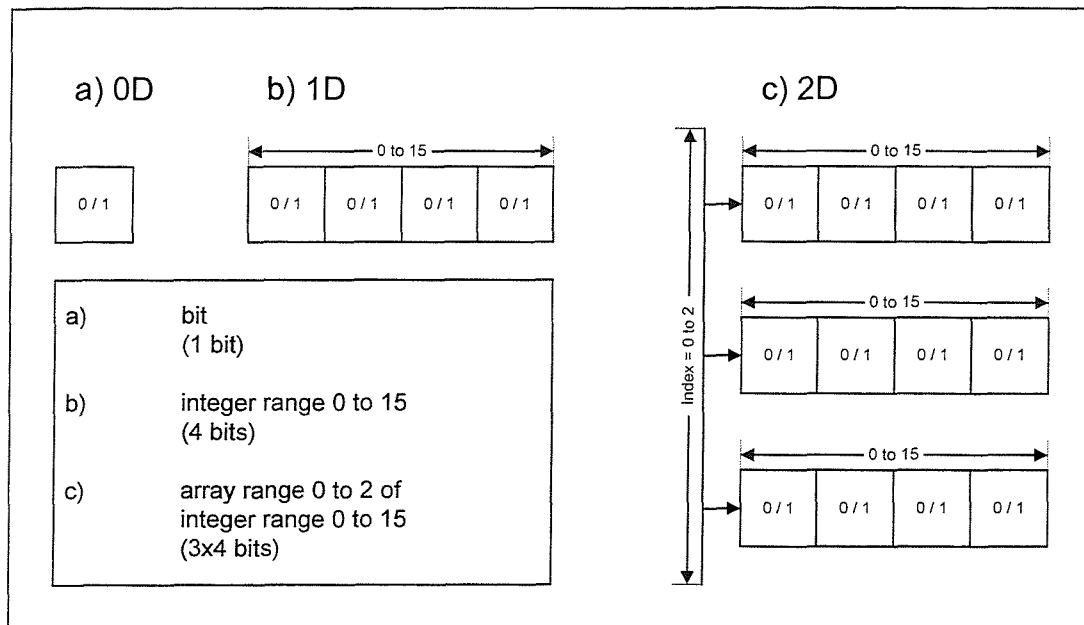 a) 0D
b) 1D
c) 2D
0 to 15
0 / 1
0 / 1 0 / 1 0 / 1 0 / 1
Index = 0 to 2
0 to 15
0 / 1 0 / 1 0 / 1 0 / 1
0 to 15
0 / 1 0 / 1 0 / 1 0 / 1
0 to 15
0 / 1 0 / 1 0 / 1 0 / 1
a) bit
(1 bit)
b) integer range 0 to 15
(4 bits)
c) array range 0 to 2 of
integer range 0 to 15
(3x4 bits)